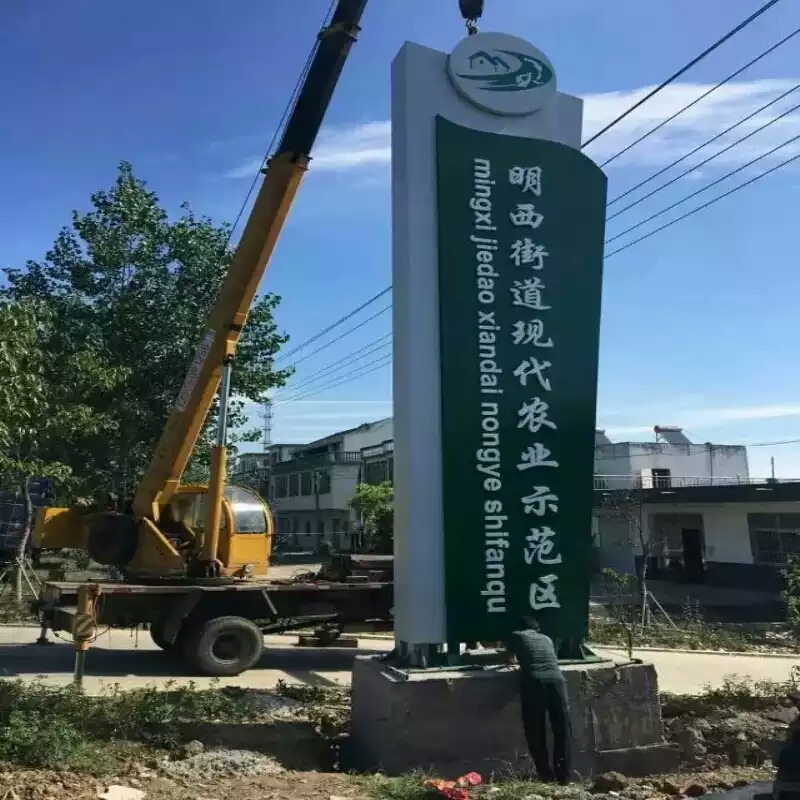 明西街道现代农业示范区
mingxi jiedao xiandai nongye shifanqu